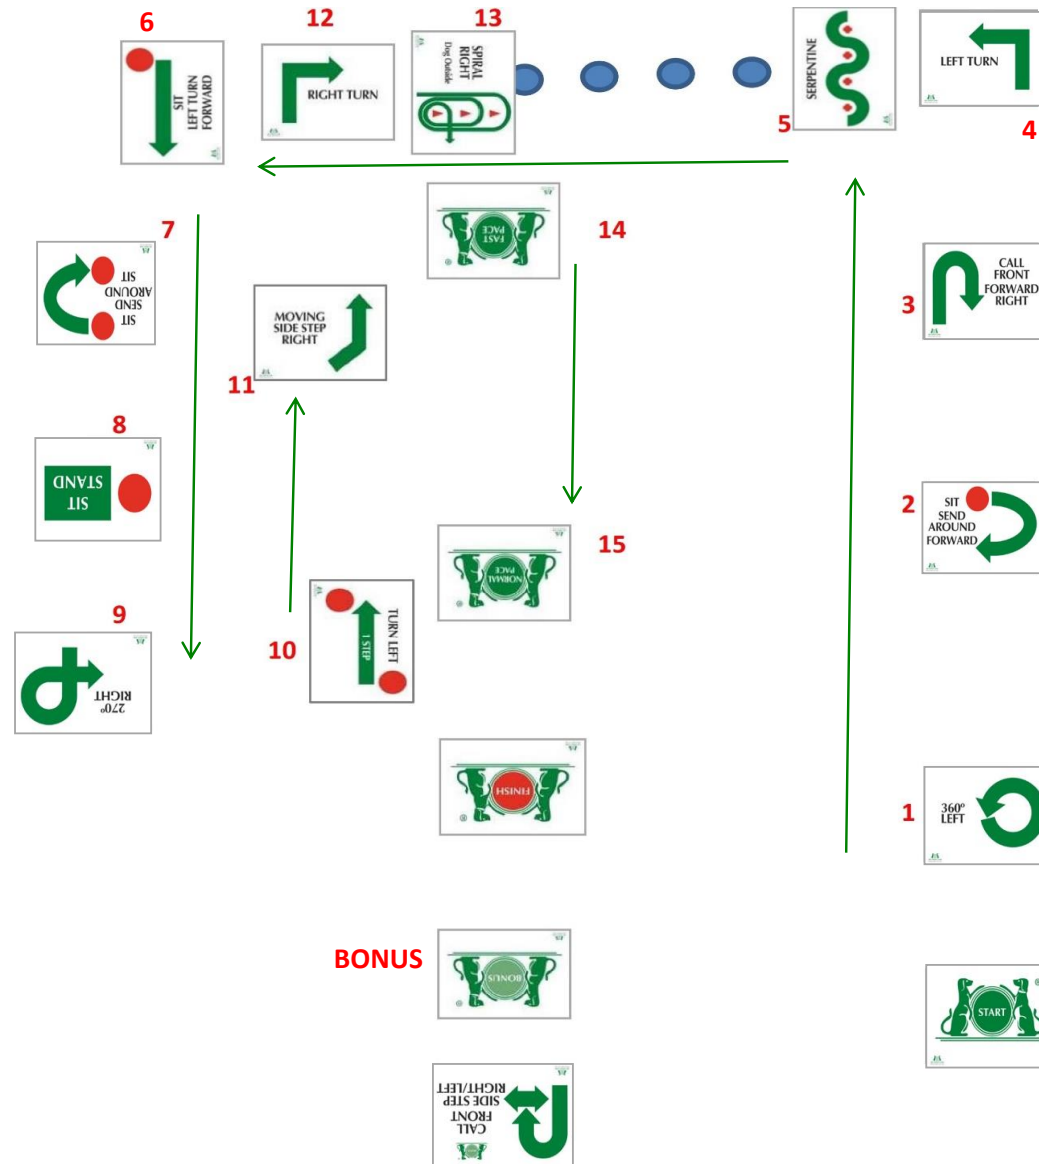 6
12
13
SIT
LEFT TURN
FORWARD
RIGHT TURN
SPIRAL
RIGHT
Dog Outside
SERPENTINE
5
LEFT TURN
4
7
SIT
SEND
AROUND
SIT
FAST
PACE
14
CALL
FRONT
FORWARD
RIGHT
3
MOVING
SIDE STEP
RIGHT
11
8
SIT
STAND
2
SIT
SEND
AROUND
FORWARD
NORMAL
PACE
15
9
270º
RIGHT
10
1 STEP
TURN LEFT
FINISH
1
360º
LEFT
BONUS
BONUS
START
CALL
FRONT
SIDE STEP
RIGHT/LEFT